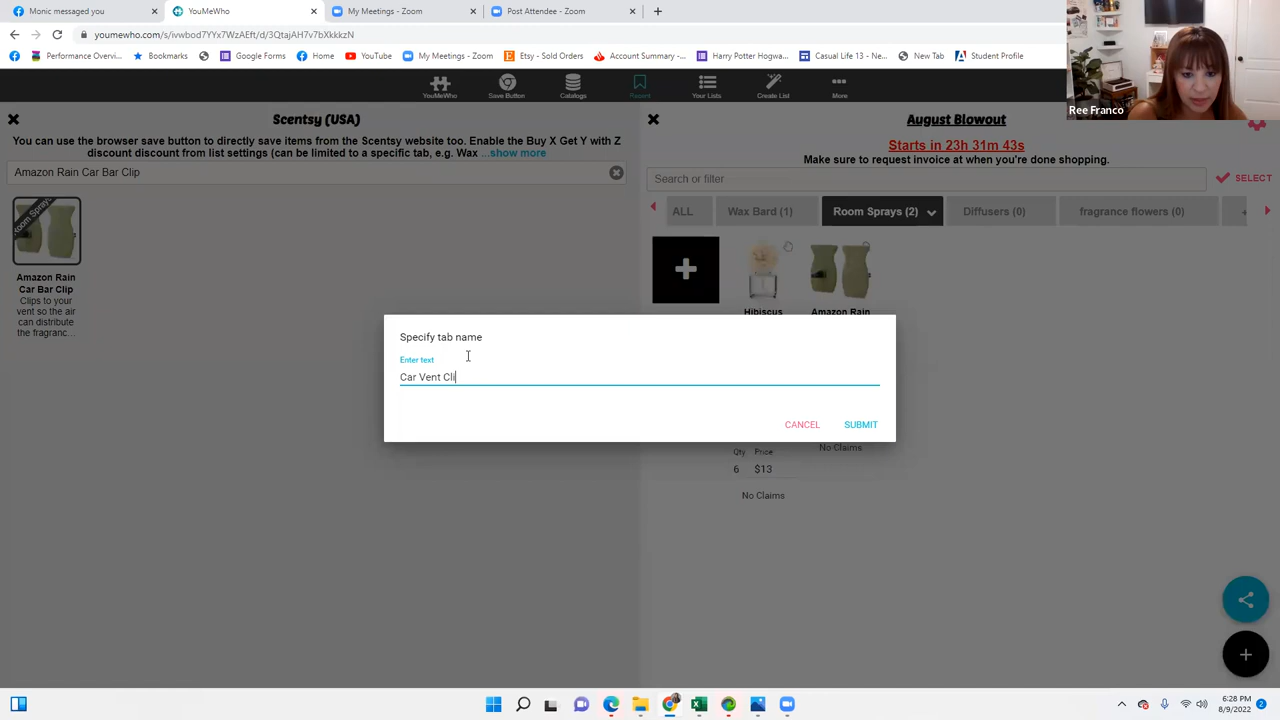 Monic messaged you
YouMeWho
My Meetings - Zoom
Post Attendee - Zoom
youmewho.com/s/ivwbod7YYx7WzAEft/d/3QtajAH7v7bXkkkzN
Performance Overvi...
Bookmarks
Google Forms
Home
YouTube
My Meetings - Zoom
Etsy - Sold Orders
Account Summary -...
Harry Potter Hogwa...
Casual Life 13 – Ne...
New Tab
Student Profile
Ree Franco
YouMeWho
Save Button
Catalogs
Recent
Your Lists
Create List
More
Scentsy (USA)
You can use the browser save button to directly save items from the Scentsy website too. Enable the Buy X Get Y with Z
discount discount from list settings (can be limited to a specific tab, e.g. Wax ...show more
Amazon Rain Car Bar Clip
Room Sprays
Amazon Rain
Car Bar Clip
Clips to your
vent so the air
can distribute
the fragranc...
August Blowout
Starts in 23h 31m 43s
Make sure to request invoice at when you're done shopping.
Search or filter
SELECT
ALL
Wax Bard (1)
Room Sprays (2)
Diffusers (0)
fragrance flowers (0)
+
Hibiscus
Amazon Rain
Specify tab name
Enter text
Car Vent Cli
CANCEL
SUBMIT
No Claims
Qty
Price
6
$13
No Claims
6:28 PM
8/9/2022
2